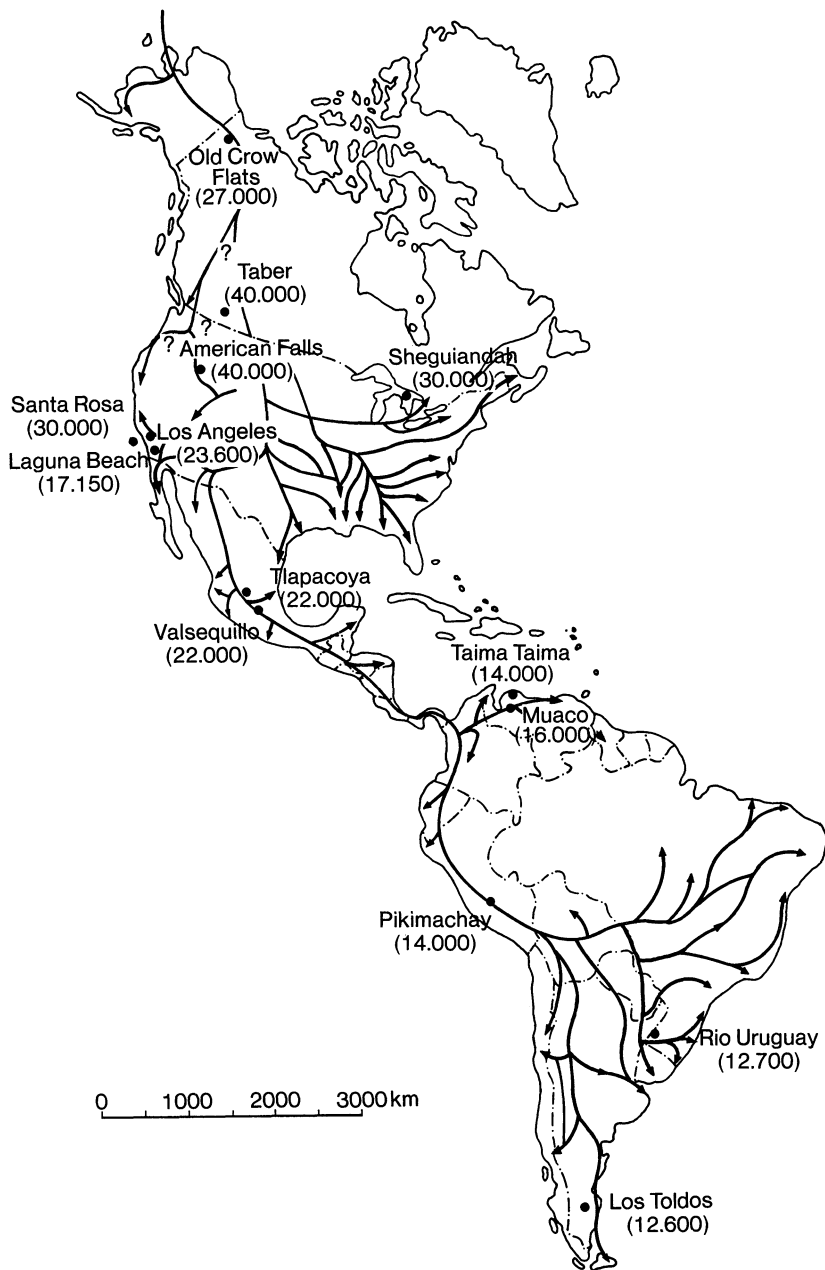 Old Crow
Flats
(27.000)
?
Taber
(40.000)
?
?
American Falls
(40.000)
Sheguiandah
(30.000)
Santa Rosa
(30.000)
Los Angeles
(23.600)
Laguna Beach
(17.150)
Tlapacoya
(22.000)
Valsequillo
(22.000)
Taima Taima
(14.000)
Muaco
(16.000)
Pikimachay
(14.000)
Rio Uruguay
(12.700)
0 1000 2000 3000 km
Los Toldos
(12.600)